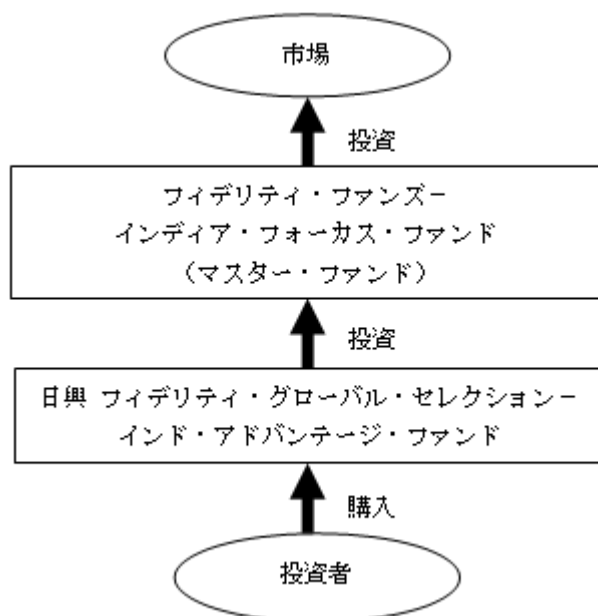 市場
投資
フィデリティ・ファンズ－
インディア・フォーカス・ファンド
（マスター・ファンド）
投資
日興 フィデリティ・グローバル・セレクション－
インド・アドバンテージ・ファンド
購入
投資者